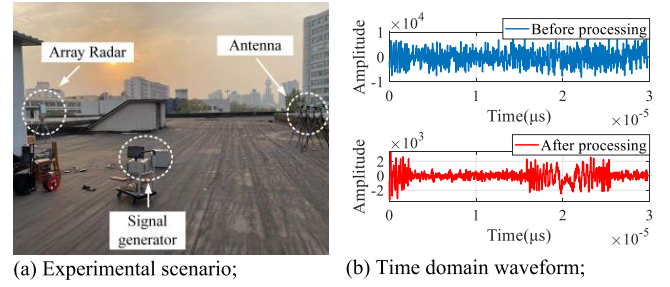 Array Radar
Antenna
Signal
generator
(a) Experimental scenario;
×10⁴
Before processing
Amplitude
1
0
-1
0
1
2
3
Time(μs)
×10⁻⁵
×10³
After processing
Amplitude
2
0
-2
0
1
2
3
Time(μs)
×10⁻⁵
(b) Time domain waveform;